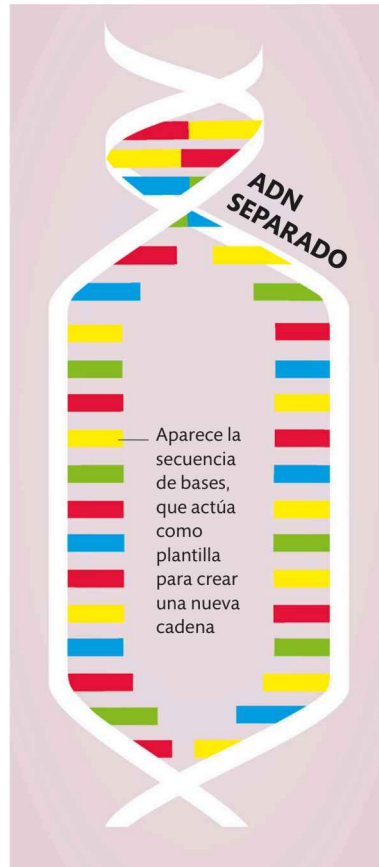 ADN
SEPARADO
Aparece la
secuencia
de bases,
que actúa
como
plantilla
para crear
una nueva
cadena